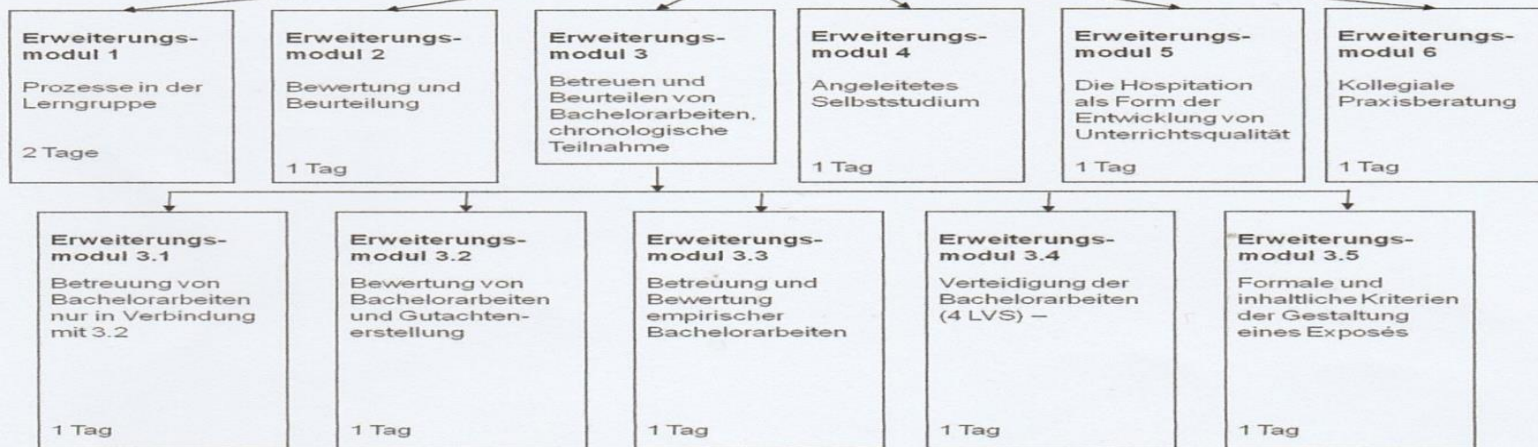 Erweiterungs-
modul 1
Prozesse in der
Lerngruppe
2 Tage
Erweiterungs-
modul 2
Bewertung und
Beurteilung
1 Tag
Erweiterungs-
modul 3
Betreuen und
Beurteilen von
Bachelorarbeiten,
chronologische
Teilnahme
Erweiterungs-
modul 4
Angeleitetes
Selbststudium
1 Tag
Erweiterungs-
modul 5
Die Hospitation
als Form der
Entwicklung von
Unterrichtsqualität
1 Tag
Erweiterungs-
modul 6
Kollegiale
Praxisberatung
1 Tag
Erweiterungs-
modul 3.1
Betreuung von
Bachelorarbeiten
nur in Verbindung
mit 3.2
1 Tag
Erweiterungs-
modul 3.2
Bewertung von
Bachelorarbeiten
und Gutachten-
erstellung
1 Tag
Erweiterungs-
modul 3.3
Betreuung und
Bewertung
empirischer
Bachelorarbeiten
1 Tag
Erweiterungs-
modul 3.4
Verteidigung der
Bachelorarbeiten
(4 LVS) –
1 Tag
Erweiterungs-
modul 3.5
Formale und
inhaltliche Kriterien
der Gestaltung
eines Exposés
1 Tag